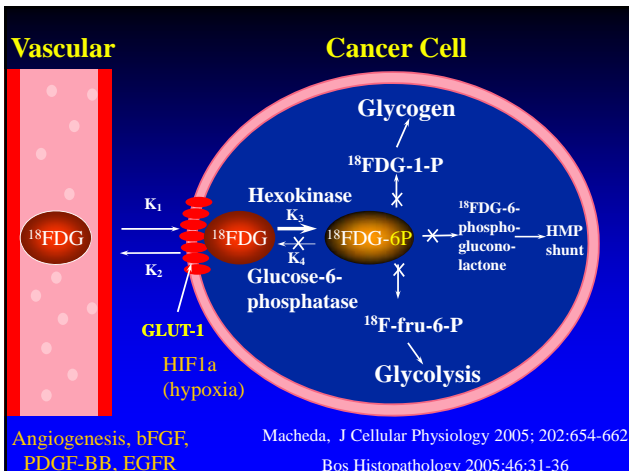 Vascular
Cancer Cell
Glycogen
¹⁸FDG-1-P
Hexokinase
K₁
K₃
¹⁸FDG
¹⁸FDG
¹⁸FDG-6P
¹⁸FDG-6-
phospho-
glucono-
lactone
HMP
shunt
K₂
K₄
Glucose-6-
phosphatase
GLUT-1
¹⁸F-fru-6-P
HIF1a
(hypoxia)
Glycolysis
Angiogenesis, bFGF,
PDGF-BB, EGFR
Macheda, J Cellular Physiology 2005; 202:654-662
Bos Histopathology 2005:46:31-36